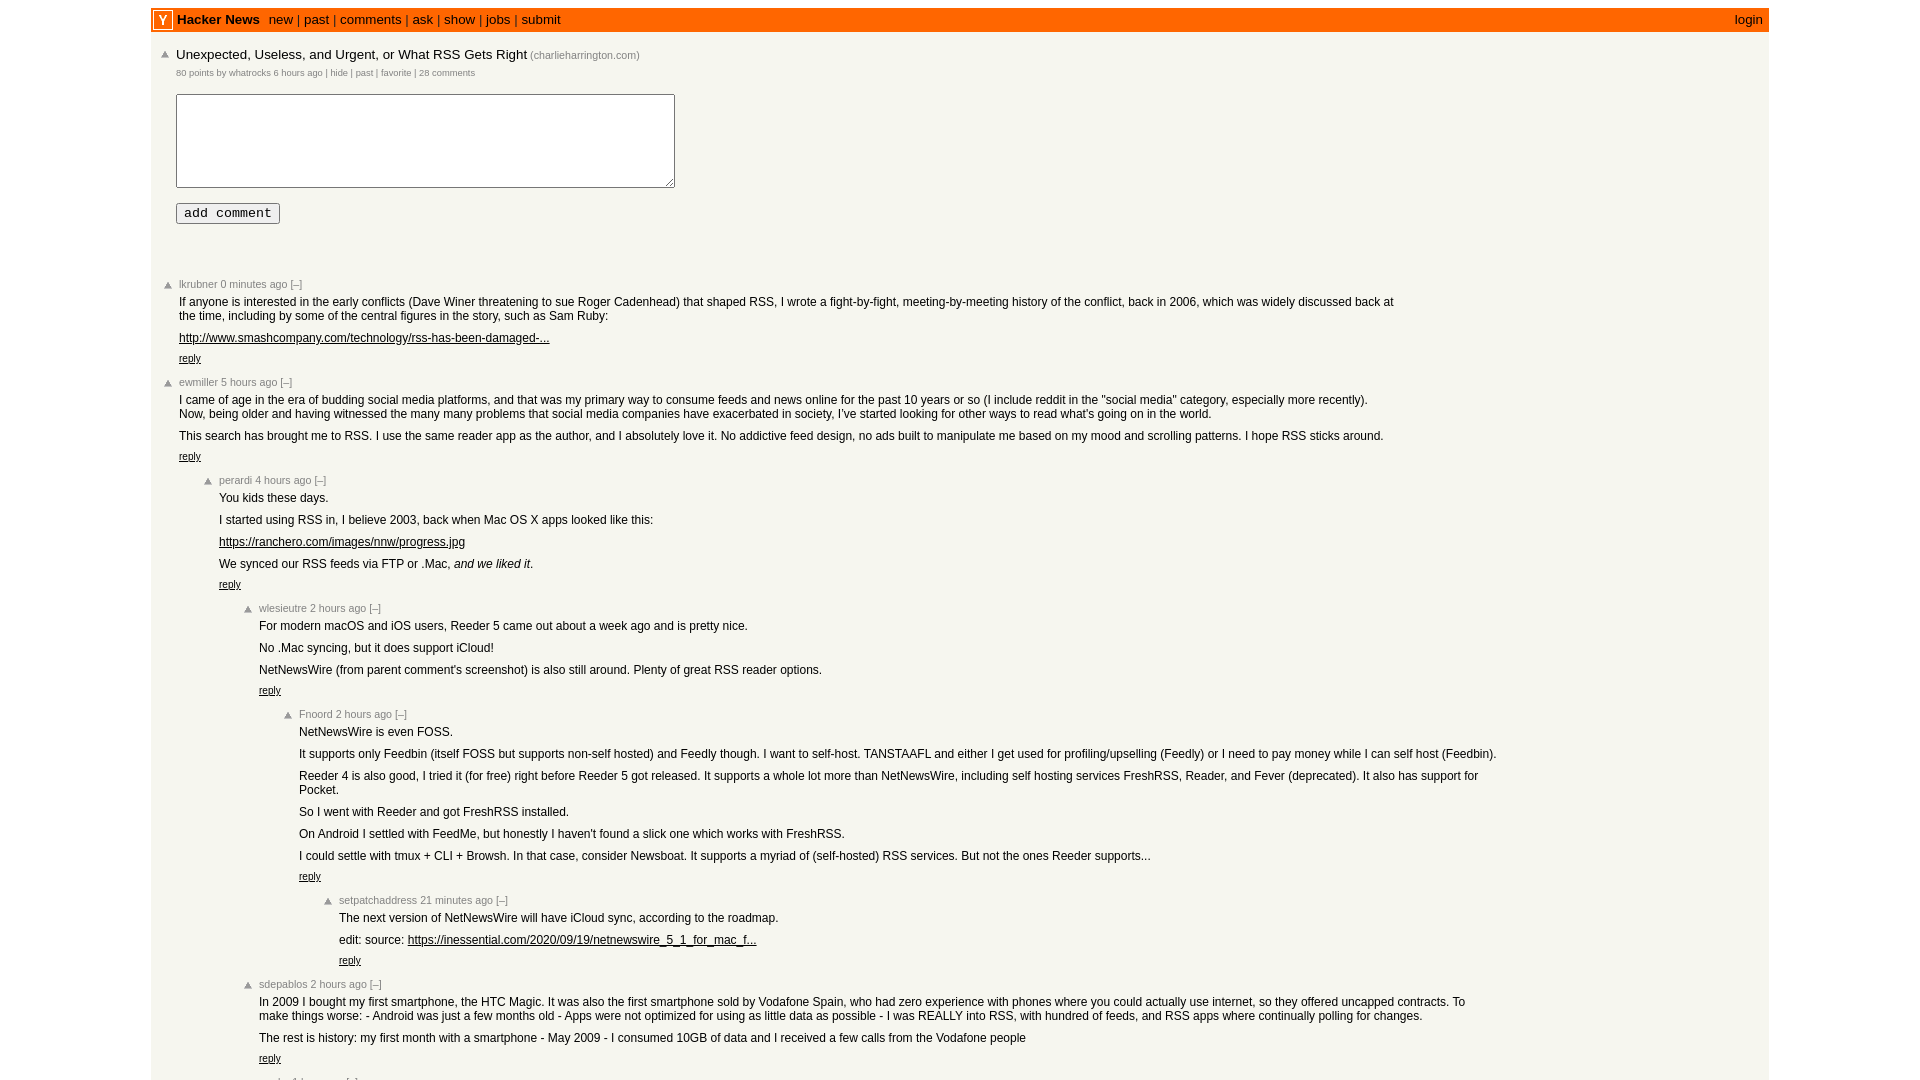 Y Hacker News new | past | comments | ask | show | jobs | submit login
Unexpected, Useless, and Urgent, or What RSS Gets Right (charlieharrington.com)
80 points by whatrocks 6 hours ago | hide | past | favorite | 28 comments
add comment
lkrubner 0 minutes ago [–]
If anyone is interested in the early conflicts (Dave Winer threatening to sue Roger Cadenhead) that shaped RSS, I wrote a fight-by-fight, meeting-by-meeting history of the conflict, back in 2006, which was widely discussed back at
the time, including by some of the central figures in the story, such as Sam Ruby:
http://www.smashcompany.com/technology/rss-has-been-damaged-...
reply
ewmiller 5 hours ago [–]
I came of age in the era of budding social media platforms, and that was my primary way to consume feeds and news online for the past 10 years or so (I include reddit in the "social media" category, especially more recently).
Now, being older and having witnessed the many many problems that social media companies have exacerbated in society, I've started looking for other ways to read what's going on in the world.
This search has brought me to RSS. I use the same reader app as the author, and I absolutely love it. No addictive feed design, no ads built to manipulate me based on my mood and scrolling patterns. I hope RSS sticks around.
reply
perardi 4 hours ago [–]
You kids these days.
I started using RSS in, I believe 2003, back when Mac OS X apps looked like this:
https://ranchero.com/images/nnw/progress.jpg
We synced our RSS feeds via FTP or .Mac, and we liked it.
reply
wlesieutre 2 hours ago [–]
For modern macOS and iOS users, Reeder 5 came out about a week ago and is pretty nice.
No .Mac syncing, but it does support iCloud!
NetNewsWire (from parent comment's screenshot) is also still around. Plenty of great RSS reader options.
reply
Fnoord 2 hours ago [–]
NetNewsWire is even FOSS.
It supports only Feedbin (itself FOSS but supports non-self hosted) and Feedly though. I want to self-host. TANSTAAFL and either I get used for profiling/upselling (Feedly) or I need to pay money while I can self host (Feedbin).
Reeder 4 is also good, I tried it (for free) right before Reeder 5 got released. It supports a whole lot more than NetNewsWire, including self hosting services FreshRSS, Reader, and Fever (deprecated). It also has support for
Pocket.
So I went with Reeder and got FreshRSS installed.
On Android I settled with FeedMe, but honestly I haven't found a slick one which works with FreshRSS.
I could settle with tmux + CLI + Browsh. In that case, consider Newsboat. It supports a myriad of (self-hosted) RSS services. But not the ones Reeder supports...
reply
setpatchaddress 21 minutes ago [–]
The next version of NetNewsWire will have iCloud sync, according to the roadmap.
edit: source: https://inessential.com/2020/09/19/netnewswire_5_1_for_mac_f...
reply
sdepablos 2 hours ago [–]
In 2009 I bought my first smartphone, the HTC Magic. It was also the first smartphone sold by Vodafone Spain, who had zero experience with phones where you could actually use internet, so they offered uncapped contracts. To
make things worse: - Android was just a few months old - Apps were not optimized for using as little data as possible - I was REALLY into RSS, with hundred of feeds, and RSS apps where continually polling for changes.
The rest is history: my first month with a smartphone - May 2009 - I consumed 10GB of data and I received a few calls from the Vodafone people
reply